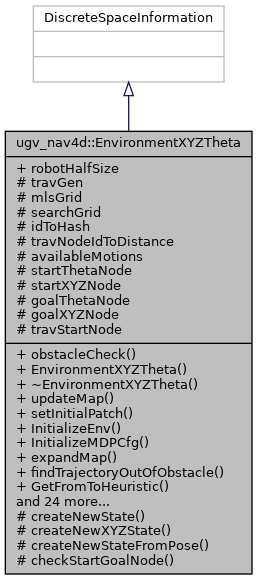 DiscreteSpaceInformation
ugv_nav4d::EnvironmentXYZTheta
+ robotHalfSize
# travGen
# mlsGrid
# searchGrid
# idToHash
# travNodeIdToDistance
# availableMotions
# startThetaNode
# startXYZNode
# goalThetaNode
# goalXYZNode
# travStartNode
+ obstacleCheck()
+ EnvironmentXYZTheta()
+ ~EnvironmentXYZTheta()
+ updateMap()
+ setInitialPatch()
+ InitializeEnv()
+ InitializeMDPCfg()
+ expandMap()
+ findTrajectoryOutOfObstacle()
+ GetFromToHeuristic()
and 24 more...
# createNewState()
# createNewXYZState()
# createNewStateFromPose()
# checkStartGoalNode()